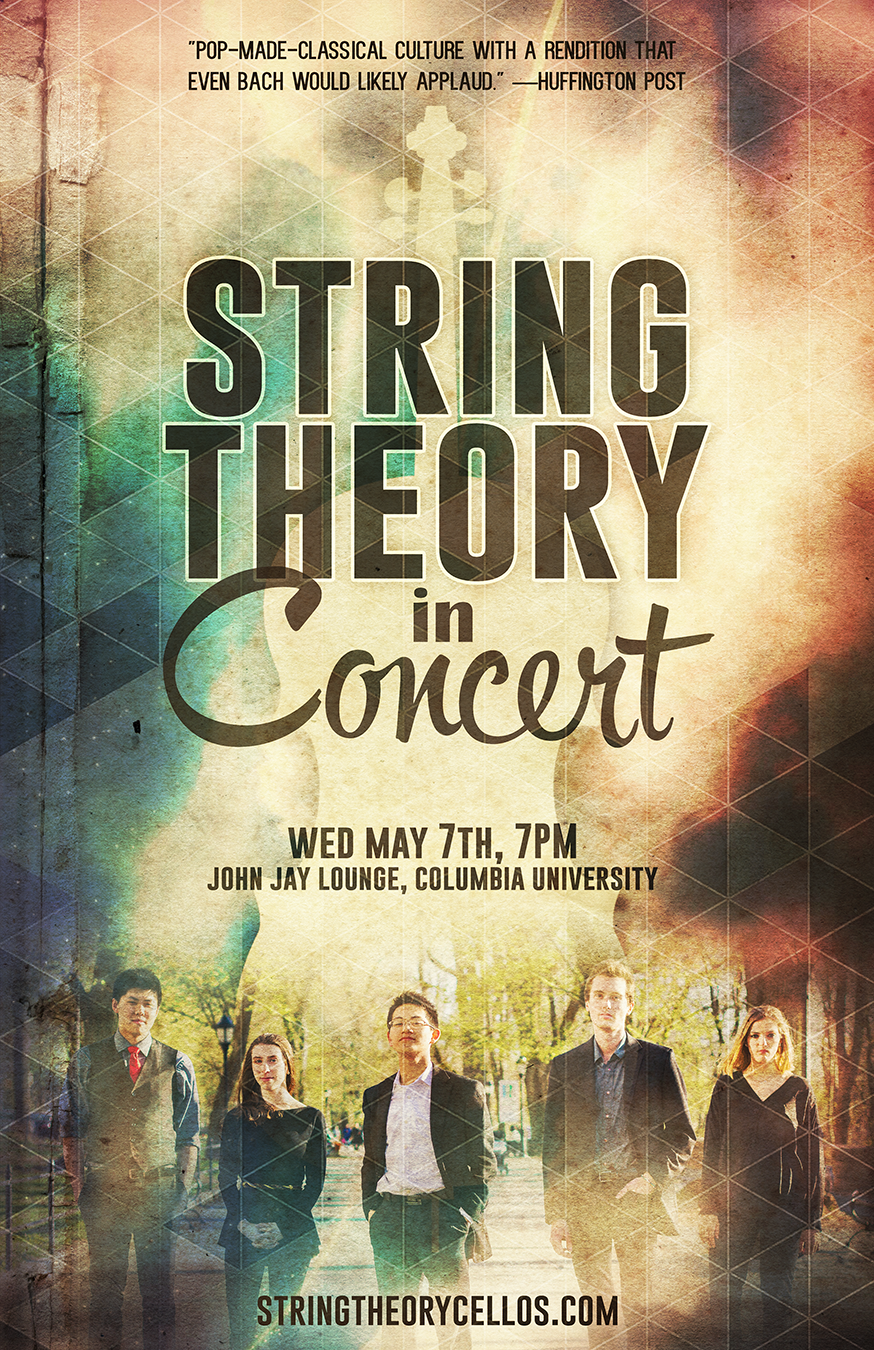 "POP-MADE-CLASSICAL CULTURE WITH A RENDITION THAT
EVEN BACH WOULD LIKELY APPLAUD." —HUFFINGTON POST
STRING
THEORY
in
Concert
WED MAY 7TH, 7PM
JOHN JAY LOUNGE, COLUMBIA UNIVERSITY
STRINGTHEORYCELLOS.COM